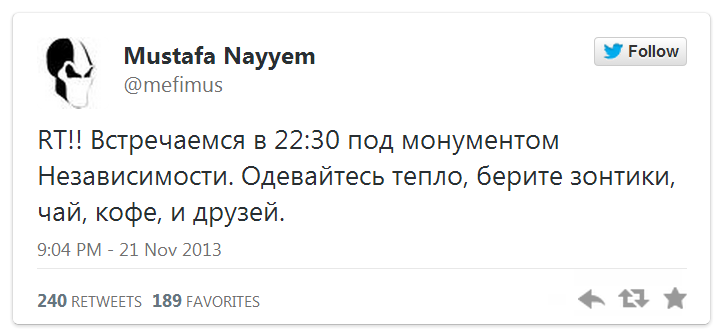 Mustafa Nayyem
@mefimus
Follow
RT!! Встречаемся в 22:30 под монументом
Независимости. Одевайтесь тепло, берите зонтики,
чай, кофе, и друзей.
9:04 PM - 21 Nov 2013
240 RETWEETS 189 FAVORITES